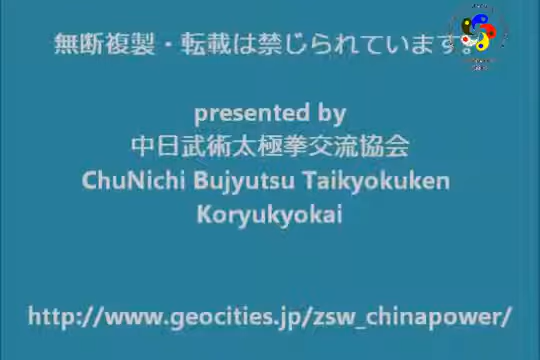 無断複製・転載は禁じられています。
presented by
中日武術太極拳交流協会
ChuNichi Bujyutsu Taikyokuken
Koryukyokai
http://www.geocities.jp/zsw_chinapower/